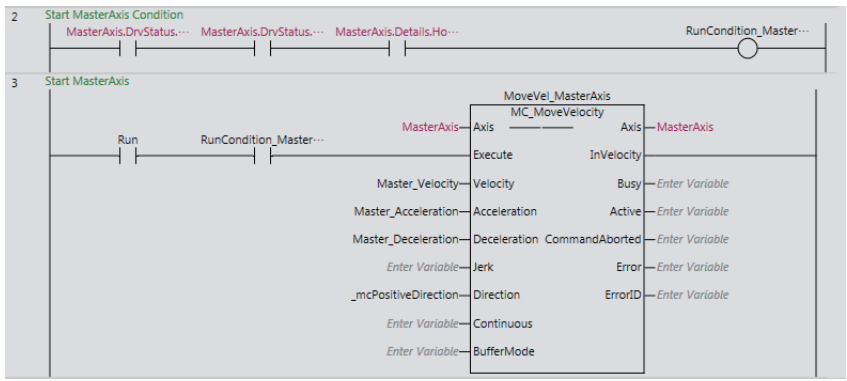 2 Start MasterAxis Condition
MasterAxis.DrvStatus.··· MasterAxis.DrvStatus.··· MasterAxis.Details.Ho··· RunCondition_Master···
3 Start MasterAxis
MoveVel_MasterAxis
MC_MoveVelocity
MasterAxis Axis Axis MasterAxis
Run RunCondition_Master···
Execute InVelocity
Master_Velocity Velocity Busy Enter Variable
Master_Acceleration Acceleration Active Enter Variable
Master_Deceleration Deceleration CommandAborted Enter Variable
Enter Variable Jerk Error Enter Variable
_mcPositiveDirection Direction ErrorID Enter Variable
Enter Variable Continuous
Enter Variable BufferMode